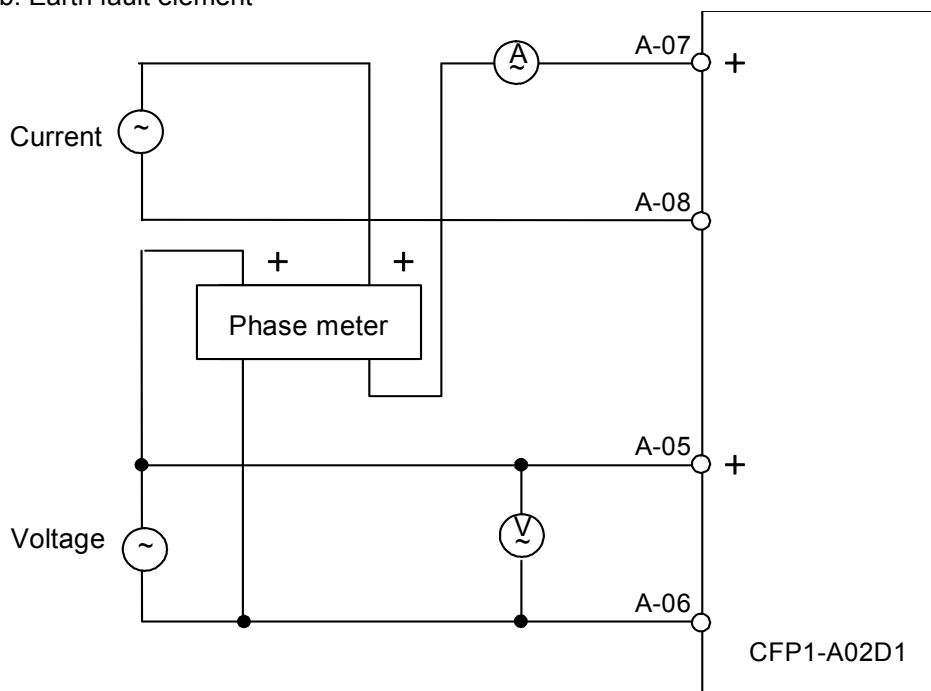 b. Earth fault element
A-07
+
A
~
Current
~
A-08
+
+
Phase meter
A-05
+
Voltage
~
V
~
A-06
CFP1-A02D1